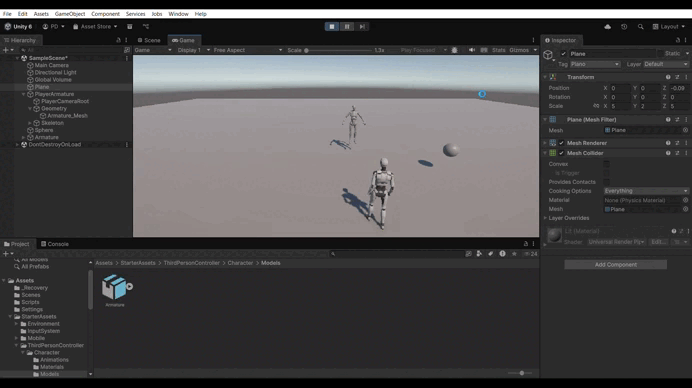 File Edit Assets GameObject Component Services Jobs Window Help
Unity 6 PD Asset Store Layout
Hierarchy Scene Game Inspector
Game Display 1 Free Aspect Scale 1.3x Play Focused Stats Gizmos
All
SampleScene*
Main Camera
Directional Light
Global Volume
Plane
PlayerArmature
PlayerCameraRoot
Geometry
Armature_Mesh
Skeleton
Sphere
Armature
DontDestroyOnLoad
Plane Static
Tag Plano Layer Default
Transform
Position X 0 Y 0 Z -0.09
Rotation X 0 Y 0 Z 0
Scale X 5 Y 2 Z 5
Plane (Mesh Filter)
Mesh Plane
Mesh Renderer
Mesh Collider
Convex
Is Trigger
Provides Contacts
Cooking Options Everything
Material None (Physics Material)
Mesh Plane
Layer Overrides
Lit (Material)
Shader Universal Render Pip Edit...
Add Component
Project Console
24
All Models
All Prefabs
Assets
_Recovery
Scenes
Scripts
Settings
StarterAssets
Environment
InputSystem
Mobile
ThirdPersonController
Character
Animations
Materials
Models
Assets > StarterAssets > ThirdPersonController > Character > Models
Armature